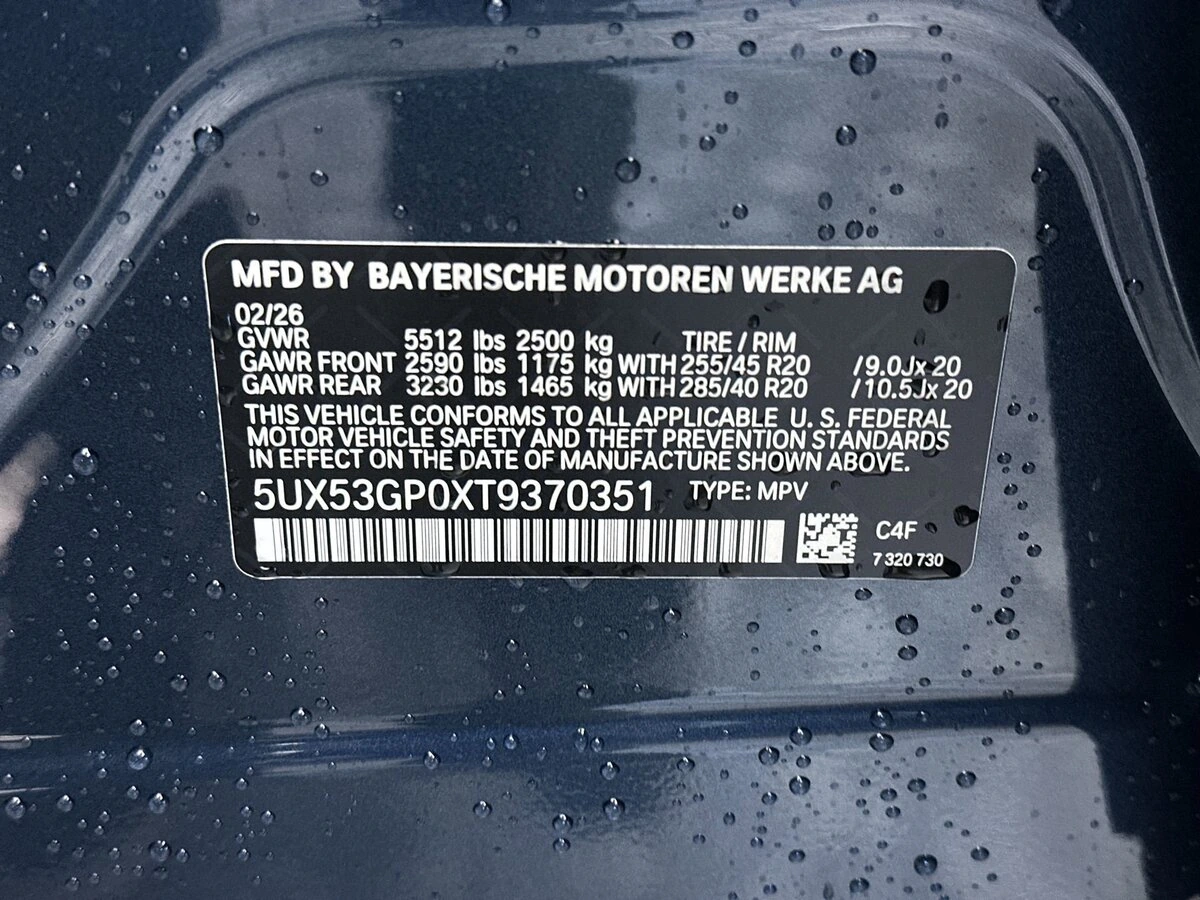 MFD BY BAYERISCHE MOTOREN WERKE AG
02/26
GVWR 5512 lbs 2500 kg TIRE / RIM
GAWR FRONT 2590 lbs 1175 kg WITH 255/45 R20 /9.0Jx 20
GAWR REAR 3230 lbs 1465 kg WITH 285/40 R20 /10.5Jx 20
THIS VEHICLE CONFORMS TO ALL APPLICABLE U. S. FEDERAL
MOTOR VEHICLE SAFETY AND THEFT PREVENTION STANDARDS
IN EFFECT ON THE DATE OF MANUFACTURE SHOWN ABOVE.
5UX53GP0XT9370351 TYPE: MPV
C4F
7 320 730